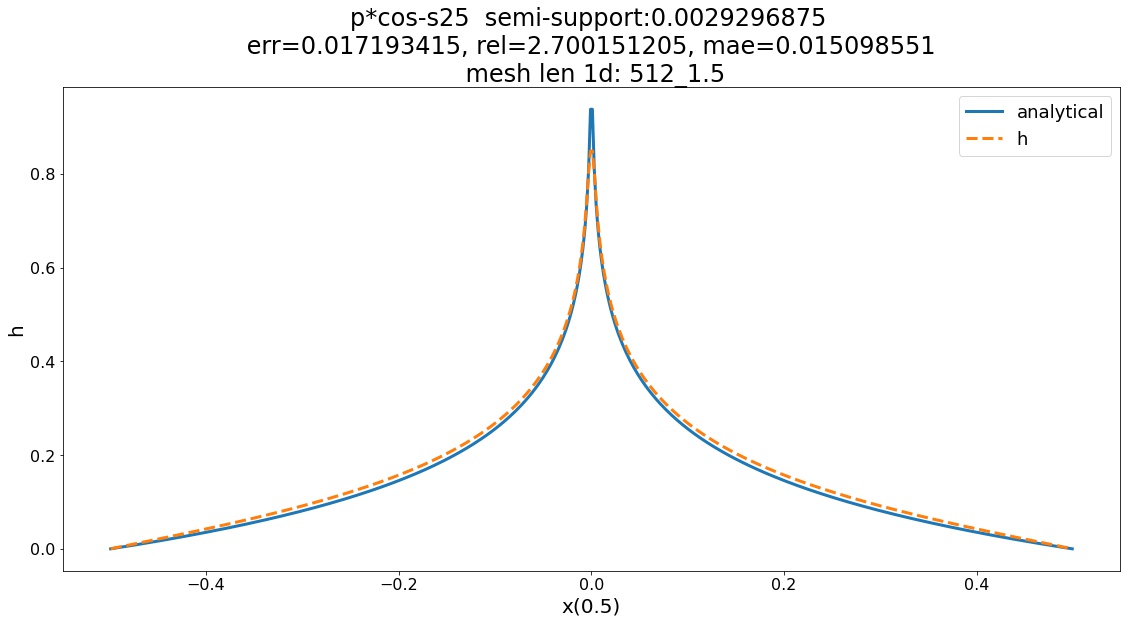 p*cos-s25  semi-support:0.0029296875
err=0.017193415, rel=2.700151205, mae=0.015098551
mesh len 1d: 512_1.5
analytical
h
h
0.8
0.6
0.4
0.2
0.0
−0.4
−0.2
0.0
0.2
0.4
x(0.5)